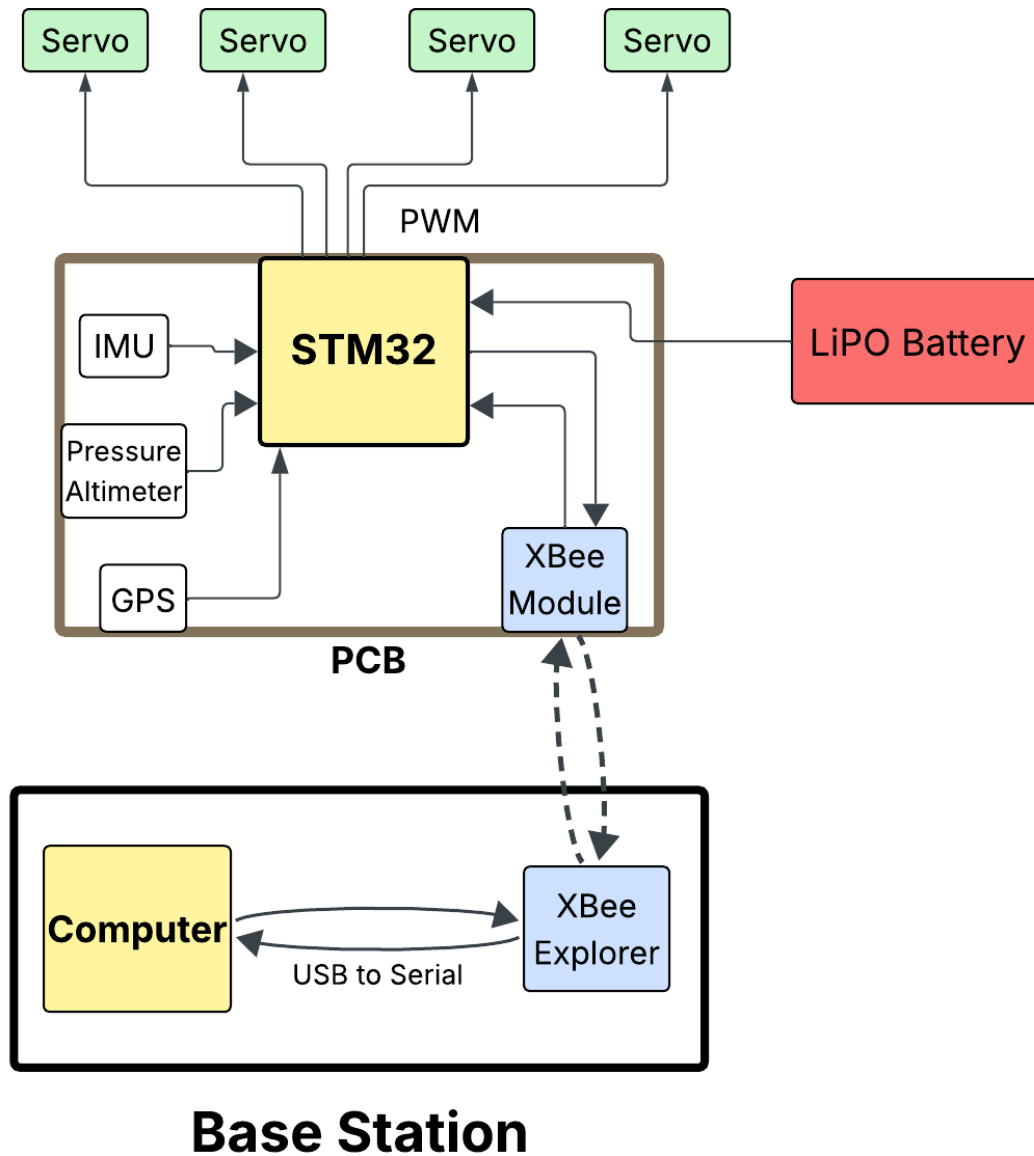 Servo
Servo
Servo
Servo
PWM
STM32
LiPO Battery
IMU
Pressure
Altimeter
GPS
XBee
Module
PCB
Computer
XBee
Explorer
USB to Serial
Base Station